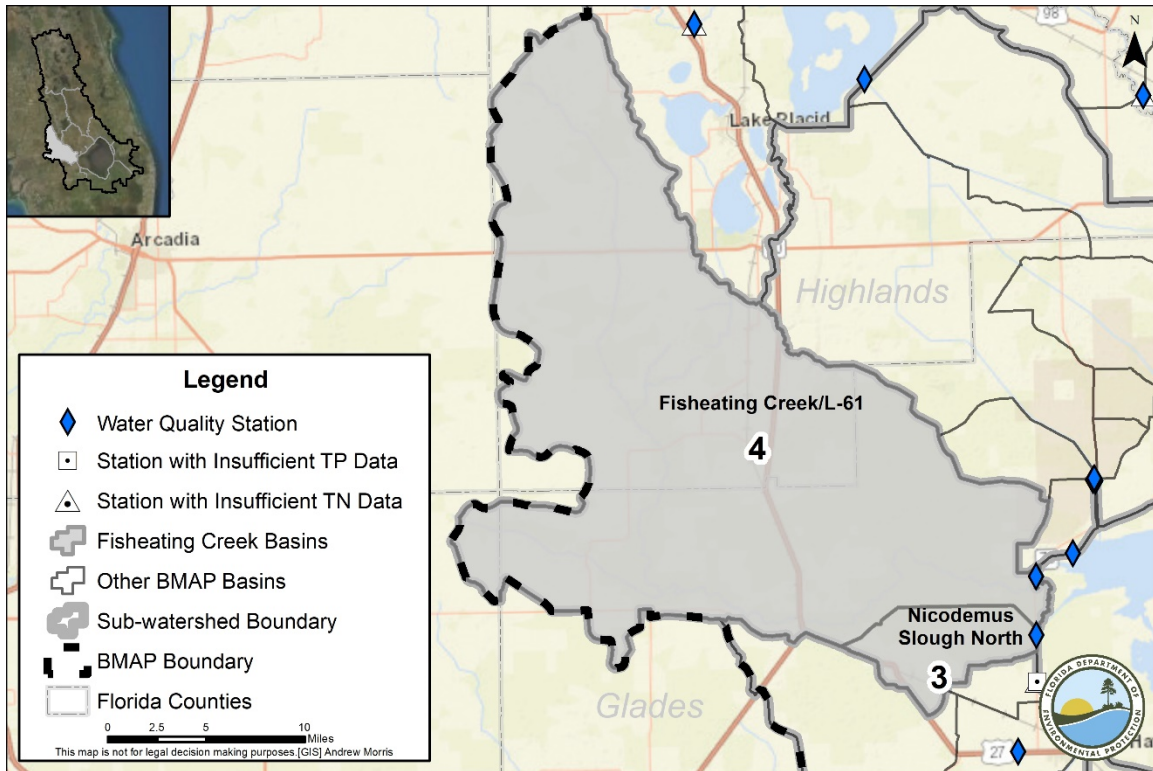 98
N
Lake Placid
Arcadia
Highlands
Legend
Water Quality Station
Station with Insufficient TP Data
Station with Insufficient TN Data
Fisheating Creek Basins
Other BMAP Basins
Sub-watershed Boundary
BMAP Boundary
Florida Counties
0 2.5 5 10
Miles
This map is not for legal decision making purposes.[GIS] Andrew Morris
Fisheating Creek/L-61
4
Nicodemus
Slough North
3
Glades
27
FLORIDA DEPARTMENT OF
ENVIRONMENTAL PROTECTION